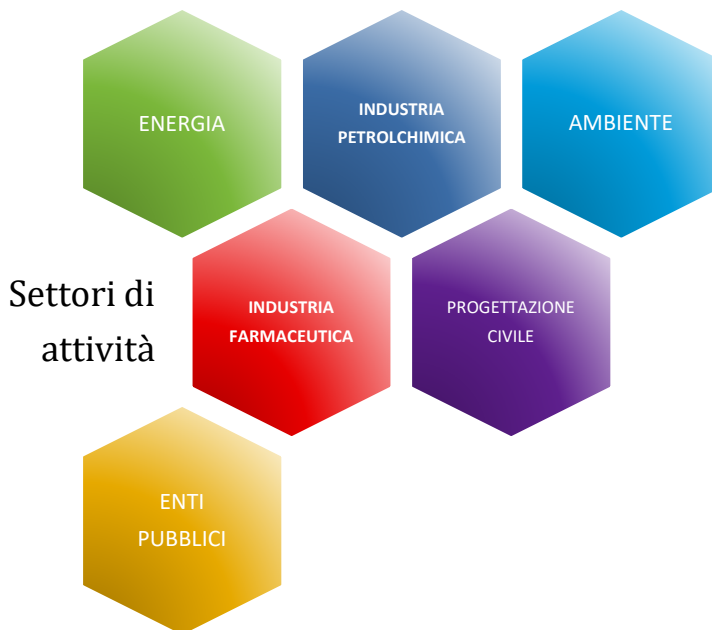 ENERGIA
INDUSTRIA
PETROLCHIMICA
AMBIENTE
Settori di
attività
INDUSTRIA
FARMACEUTICA
PROGETTAZIONE
CIVILE
ENTI
PUBBLICI